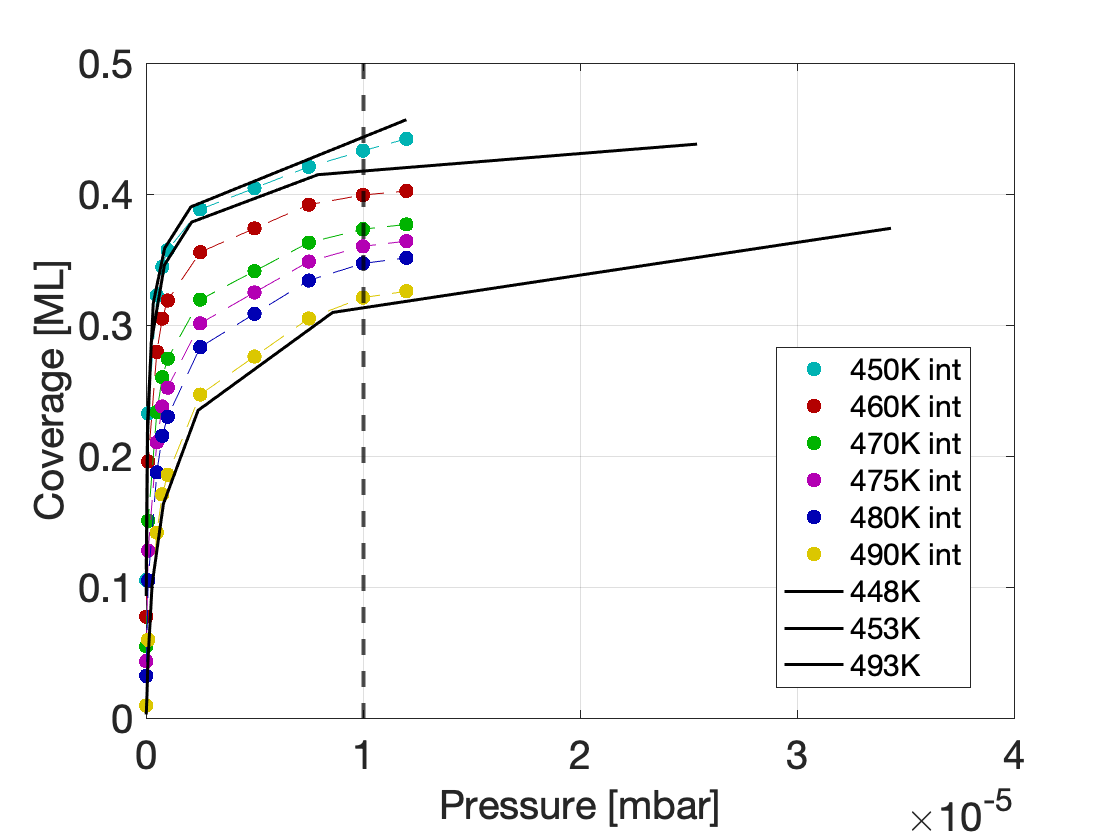 0.5
0.4
0.3
0.2
0.1
0
Coverage [ML]
450K int
460K int
470K int
475K int
480K int
490K int
448K
453K
493K
0 1 2 3 4
Pressure [mbar]
×10-5